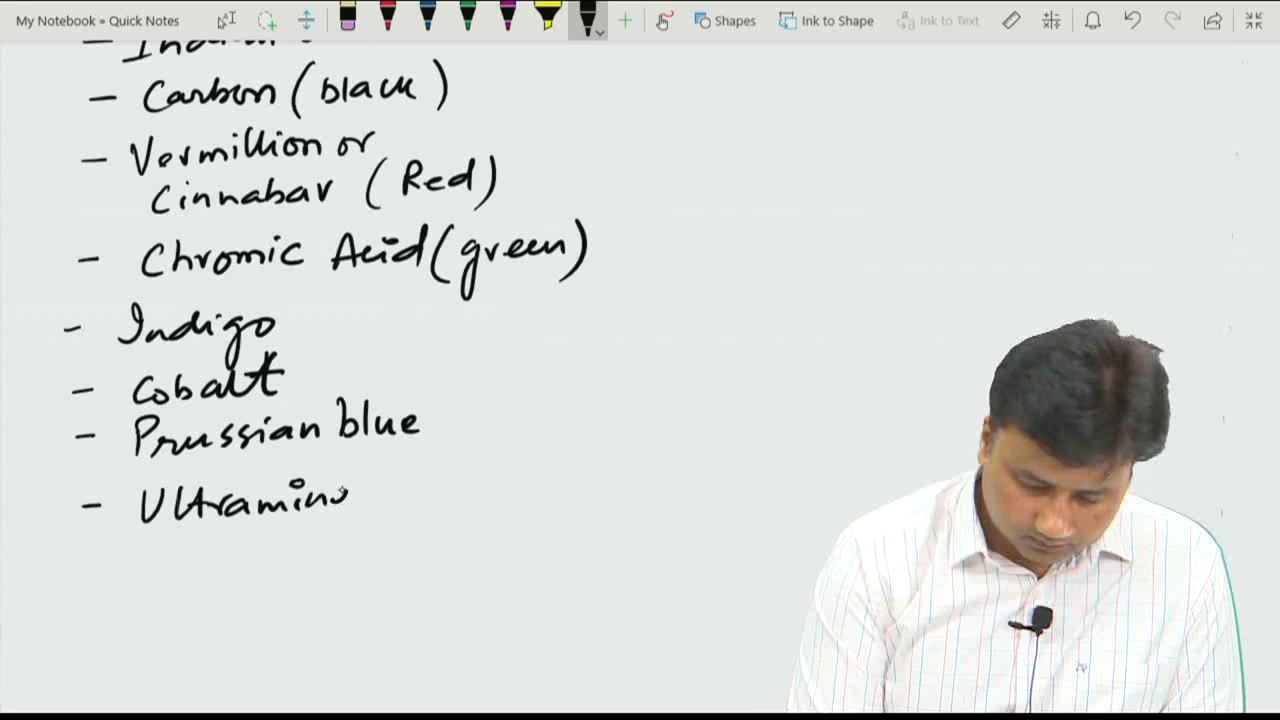 My Notebook » Quick Notes Shapes Ink to Shape Ink to Text
- Carbon (black)
- Vermillion or
Cinnabar (Red)
- Chromic Acid (green)
- Indigo
- Cobalt
- Prussian blue
- Ultramin